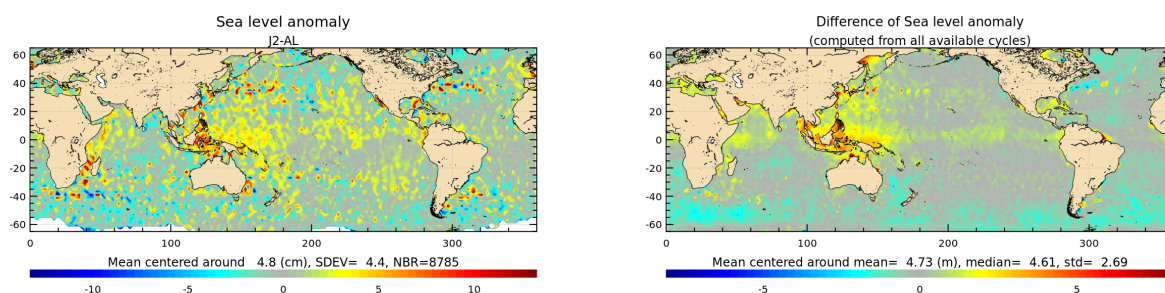 Sea level anomaly
J2-AL
60
40
20
0
-20
-40
-60
0 100 200 300
Mean centered around 4.8 (cm), SDEV= 4.4, NBR=8785
-10 -5 0 5 10
Difference of Sea level anomaly
(computed from all available cycles)
60
40
20
0
-20
-40
-60
0 100 200 300
Mean centered around mean= 4.73 (m), median= 4.61, std= 2.69
-5 0 5